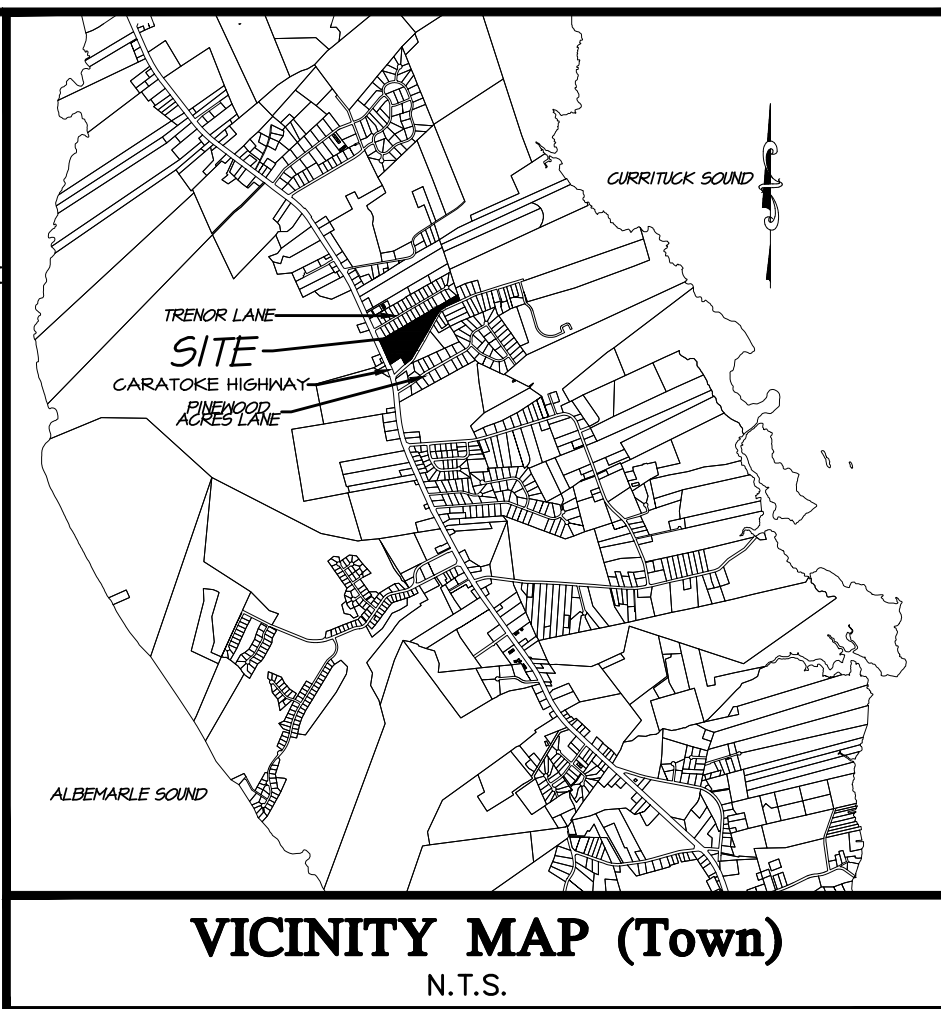 CURRITUCK SOUND
TRENOR LANE
SITE
CARATOKE HIGHWAY
PINEWOOD
ACRES LANE
ALBEMARLE SOUND
VICINITY MAP (Town)
N.T.S.